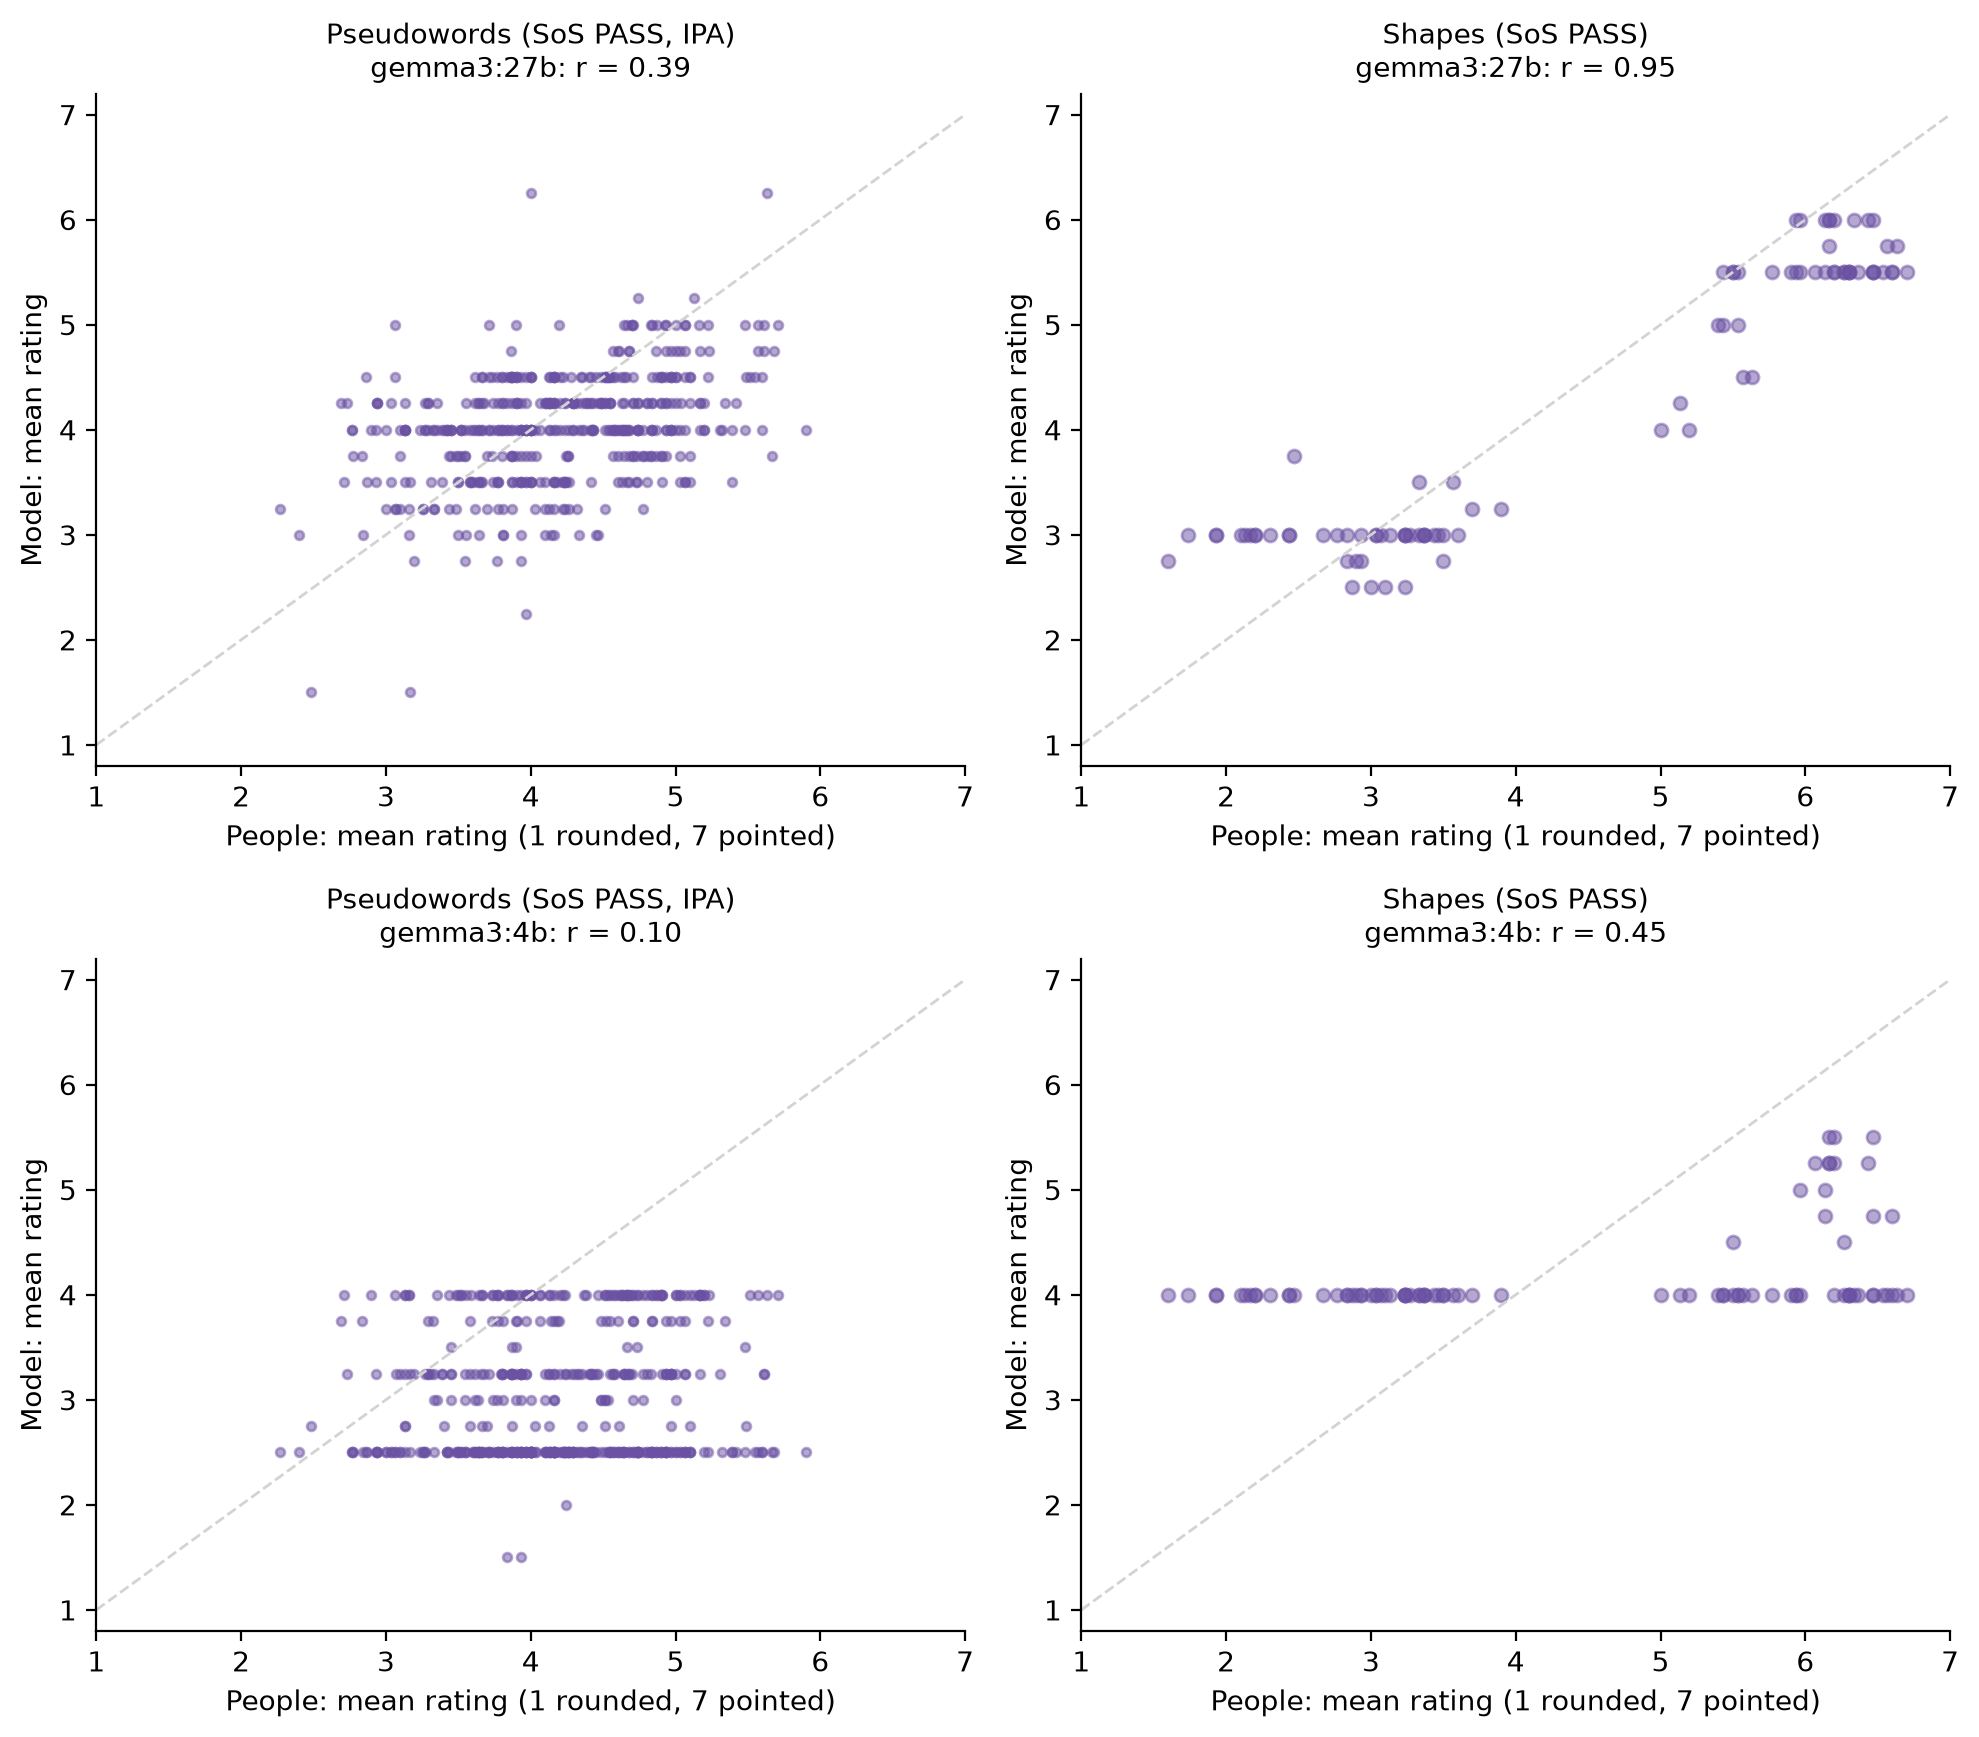 Pseudowords (SoS PASS, IPA)
gemma3:27b: r = 0.39
7
6
5
4
3
2
1
Model: mean rating
1 2 3 4 5 6 7
People: mean rating (1 rounded, 7 pointed)
Shapes (SoS PASS)
gemma3:27b: r = 0.95
7
6
5
4
3
2
1
Model: mean rating
1 2 3 4 5 6 7
People: mean rating (1 rounded, 7 pointed)
Pseudowords (SoS PASS, IPA)
gemma3:4b: r = 0.10
7
6
5
4
3
2
1
Model: mean rating
1 2 3 4 5 6 7
People: mean rating (1 rounded, 7 pointed)
Shapes (SoS PASS)
gemma3:4b: r = 0.45
7
6
5
4
3
2
1
Model: mean rating
1 2 3 4 5 6 7
People: mean rating (1 rounded, 7 pointed)